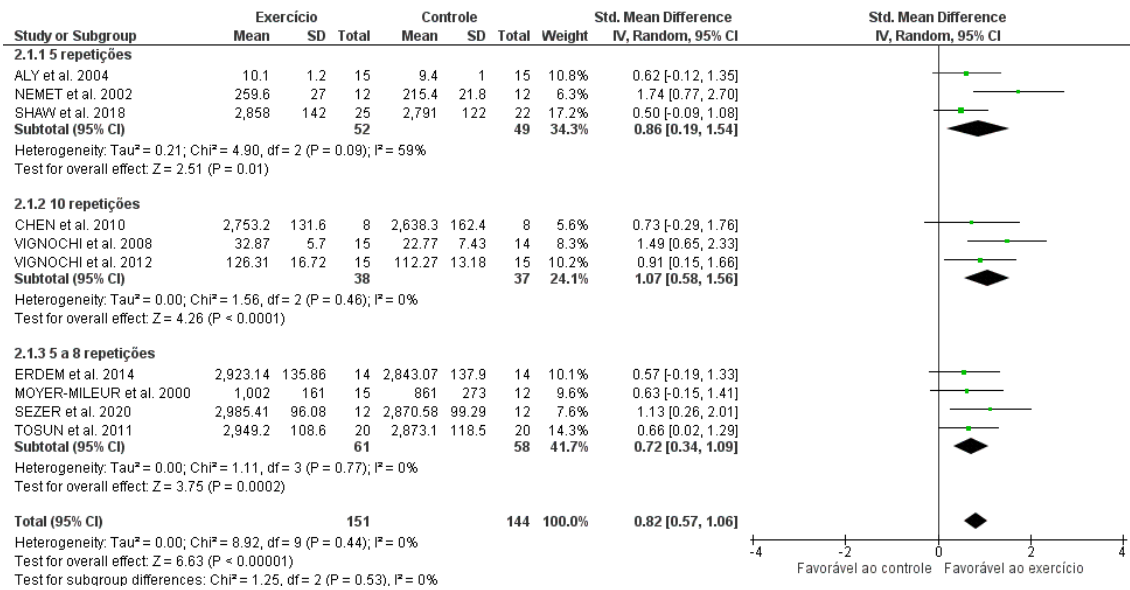 Exercício Controle Std. Mean Difference Std. Mean Difference
Study or Subgroup Mean SD Total Mean SD Total Weight IV, Random, 95% CI IV, Random, 95% CI
2.1.1 5 repetições
ALY et al. 2004 10.1 1.2 15 9.4 1 15 10.8% 0.62 [-0.12, 1.35]
NEMET et al. 2002 259.6 27 12 215.4 21.8 12 6.3% 1.74 [0.77, 2.70]
SHAW et al. 2018 2,858 142 25 2,791 122 22 17.2% 0.50 [-0.09, 1.08]
Subtotal (95% CI) 52 49 34.3% 0.86 [0.19, 1.54]
Heterogeneity: Tau² = 0.21; Chi² = 4.90, df = 2 (P = 0.09); I² = 59%
Test for overall effect: Z = 2.51 (P = 0.01)
2.1.2 10 repetições
CHEN et al. 2010 2,753.2 131.6 8 2,638.3 162.4 8 5.6% 0.73 [-0.29, 1.76]
VIGNOCHI et al. 2008 32.87 5.7 15 22.77 7.43 14 8.3% 1.49 [0.65, 2.33]
VIGNOCHI et al. 2012 126.31 16.72 15 112.27 13.18 15 10.2% 0.91 [0.15, 1.66]
Subtotal (95% CI) 38 37 24.1% 1.07 [0.58, 1.56]
Heterogeneity: Tau² = 0.00; Chi² = 1.56, df = 2 (P = 0.46); I² = 0%
Test for overall effect: Z = 4.26 (P < 0.0001)
2.1.3 5 a 8 repetições
ERDEM et al. 2014 2,923.14 135.86 14 2,843.07 137.9 14 10.1% 0.57 [-0.19, 1.33]
MOYER-MILEUR et al. 2000 1,002 161 15 861 273 12 9.6% 0.63 [-0.15, 1.41]
SEZER et al. 2020 2,985.41 96.08 12 2,870.58 99.29 12 7.6% 1.13 [0.26, 2.01]
TOSUN et al. 2011 2,949.2 108.6 20 2,873.1 118.5 20 14.3% 0.66 [0.02, 1.29]
Subtotal (95% CI) 61 58 41.7% 0.72 [0.34, 1.09]
Heterogeneity: Tau² = 0.00; Chi² = 1.11, df = 3 (P = 0.77); I² = 0%
Test for overall effect: Z = 3.75 (P = 0.0002)
Total (95% CI) 151 144 100.0% 0.82 [0.57, 1.06]
Heterogeneity: Tau² = 0.00; Chi² = 8.92, df = 9 (P = 0.44); I² = 0%
Test for overall effect: Z = 6.63 (P < 0.00001)
Test for subgroup differences: Chi² = 1.25, df = 2 (P = 0.53), I² = 0%
-4 -2 0 2 4
Favorável ao controle Favorável ao exercício